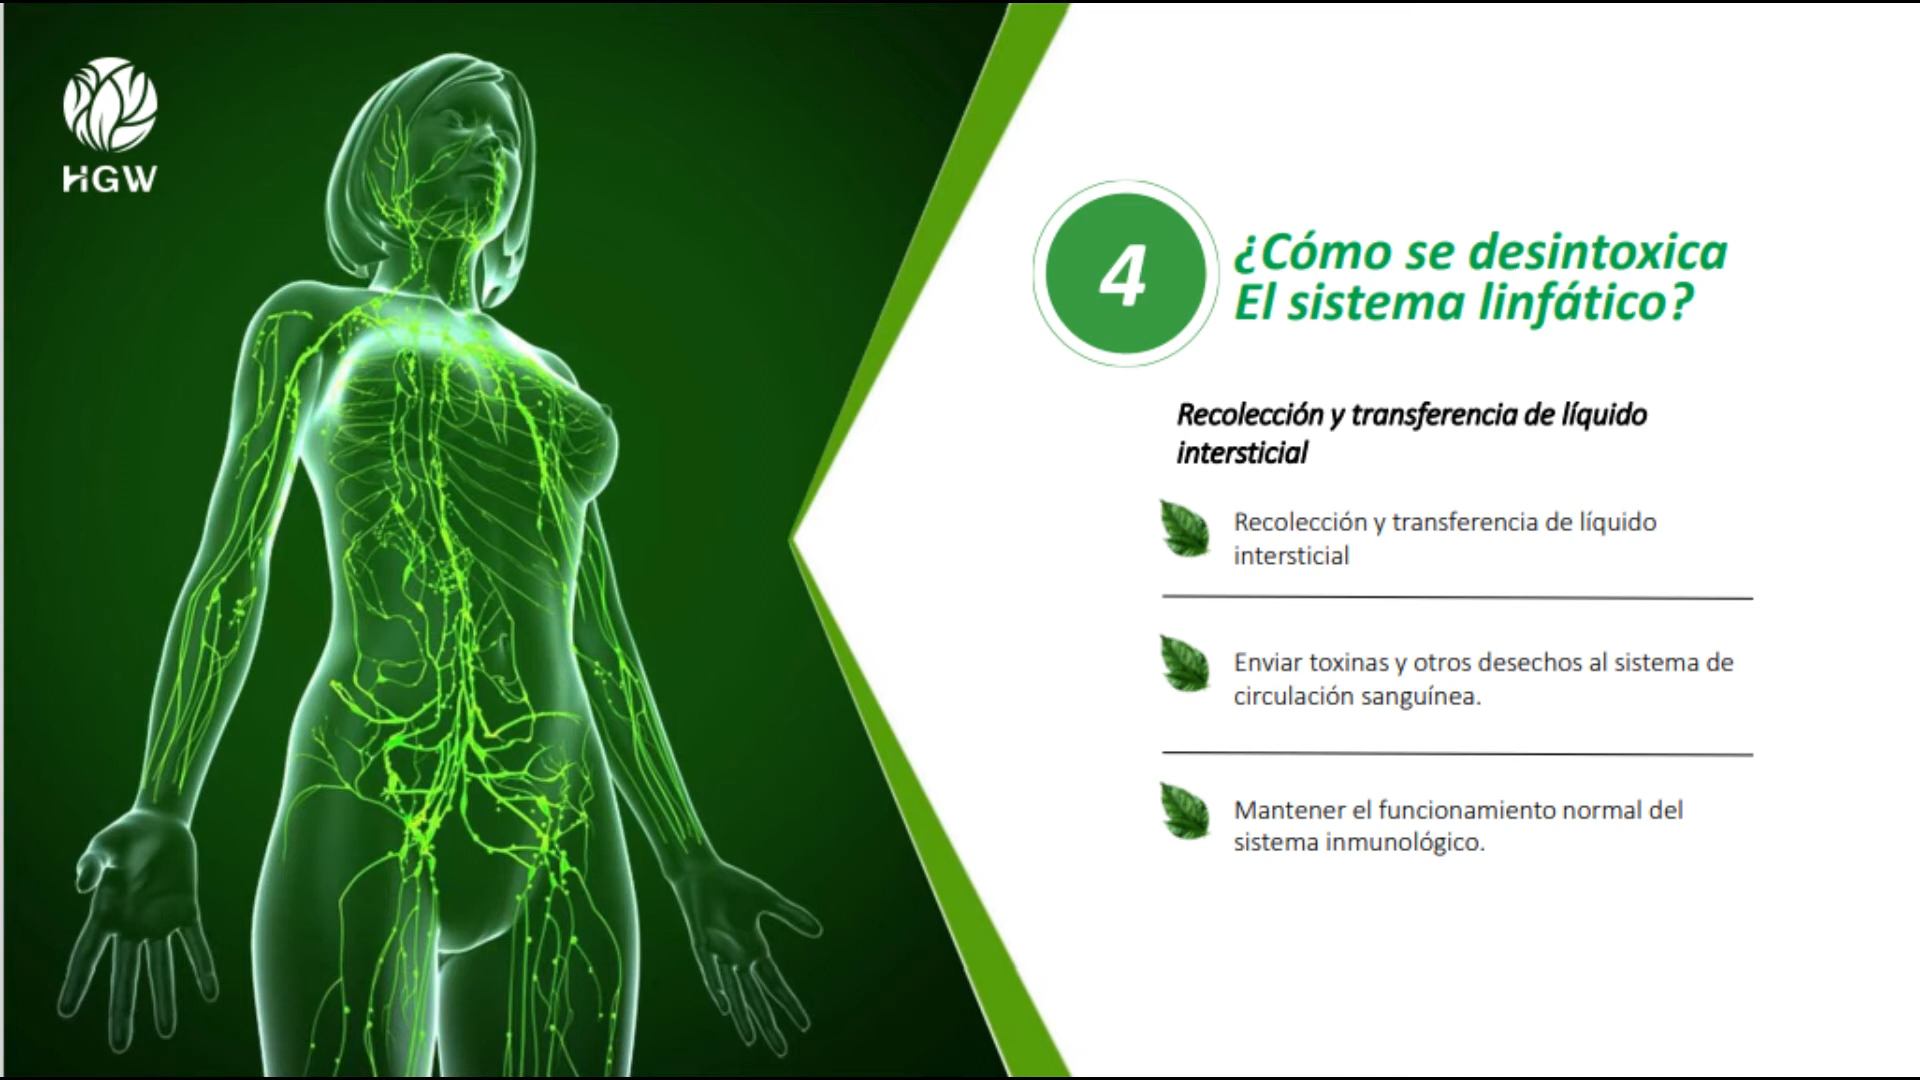 HGW
4
¿Cómo se desintoxica
El sistema linfático?
Recolección y transferencia de líquido
intersticial
Recolección y transferencia de líquido
intersticial
Enviar toxinas y otros desechos al sistema de
circulación sanguínea.
Mantener el funcionamiento normal del
sistema inmunológico.